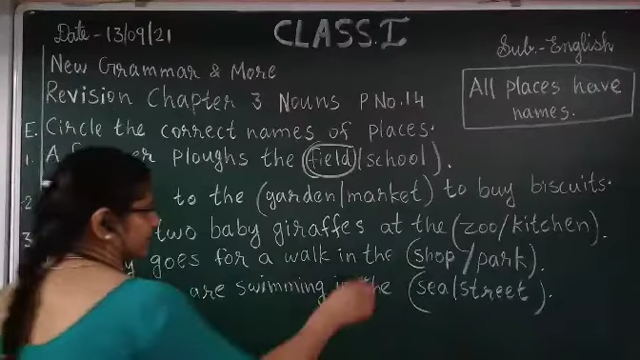 Date - 13/09/21
CLASS.I
Sub.-English
New Grammar & More
All places have
names.
Revision Chapter 3 Nouns P No.14
E. Circle the correct names of places.
1. A ploughs the (field/school).
2 to the (garden/market) to buy biscuits.
3 two baby giraffes at the (zoo/kitchen).
goes for a walk in the (shop/park).
are swimming in the (sea/street).